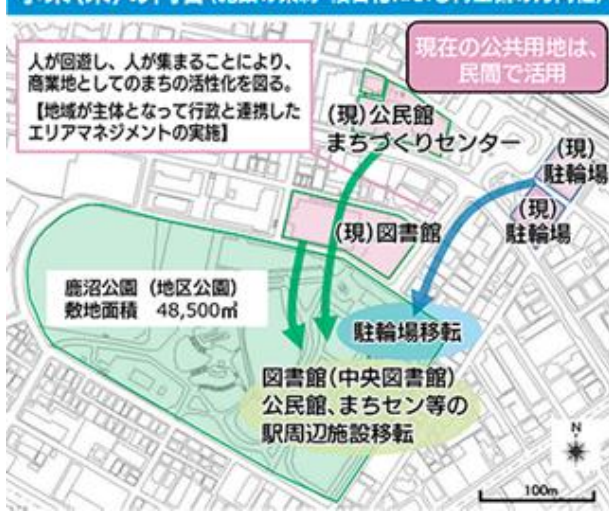 現在の公共用地は、
民間で活用
人が回遊し、人が集まることにより、
商業地としてのまちの活性化を図る。
【地域が主体となって行政と連携した
エリアマネジメントの実施】
(現)公民館
まちづくりセンター
(現)
駐輪場
(現)
駐輪場
(現)図書館
鹿沼公園 (地区公園)
敷地面積 48,500㎡
駐輪場移転
図書館(中央図書館)
公民館、まちセン等の
駅周辺施設移転
N
100m